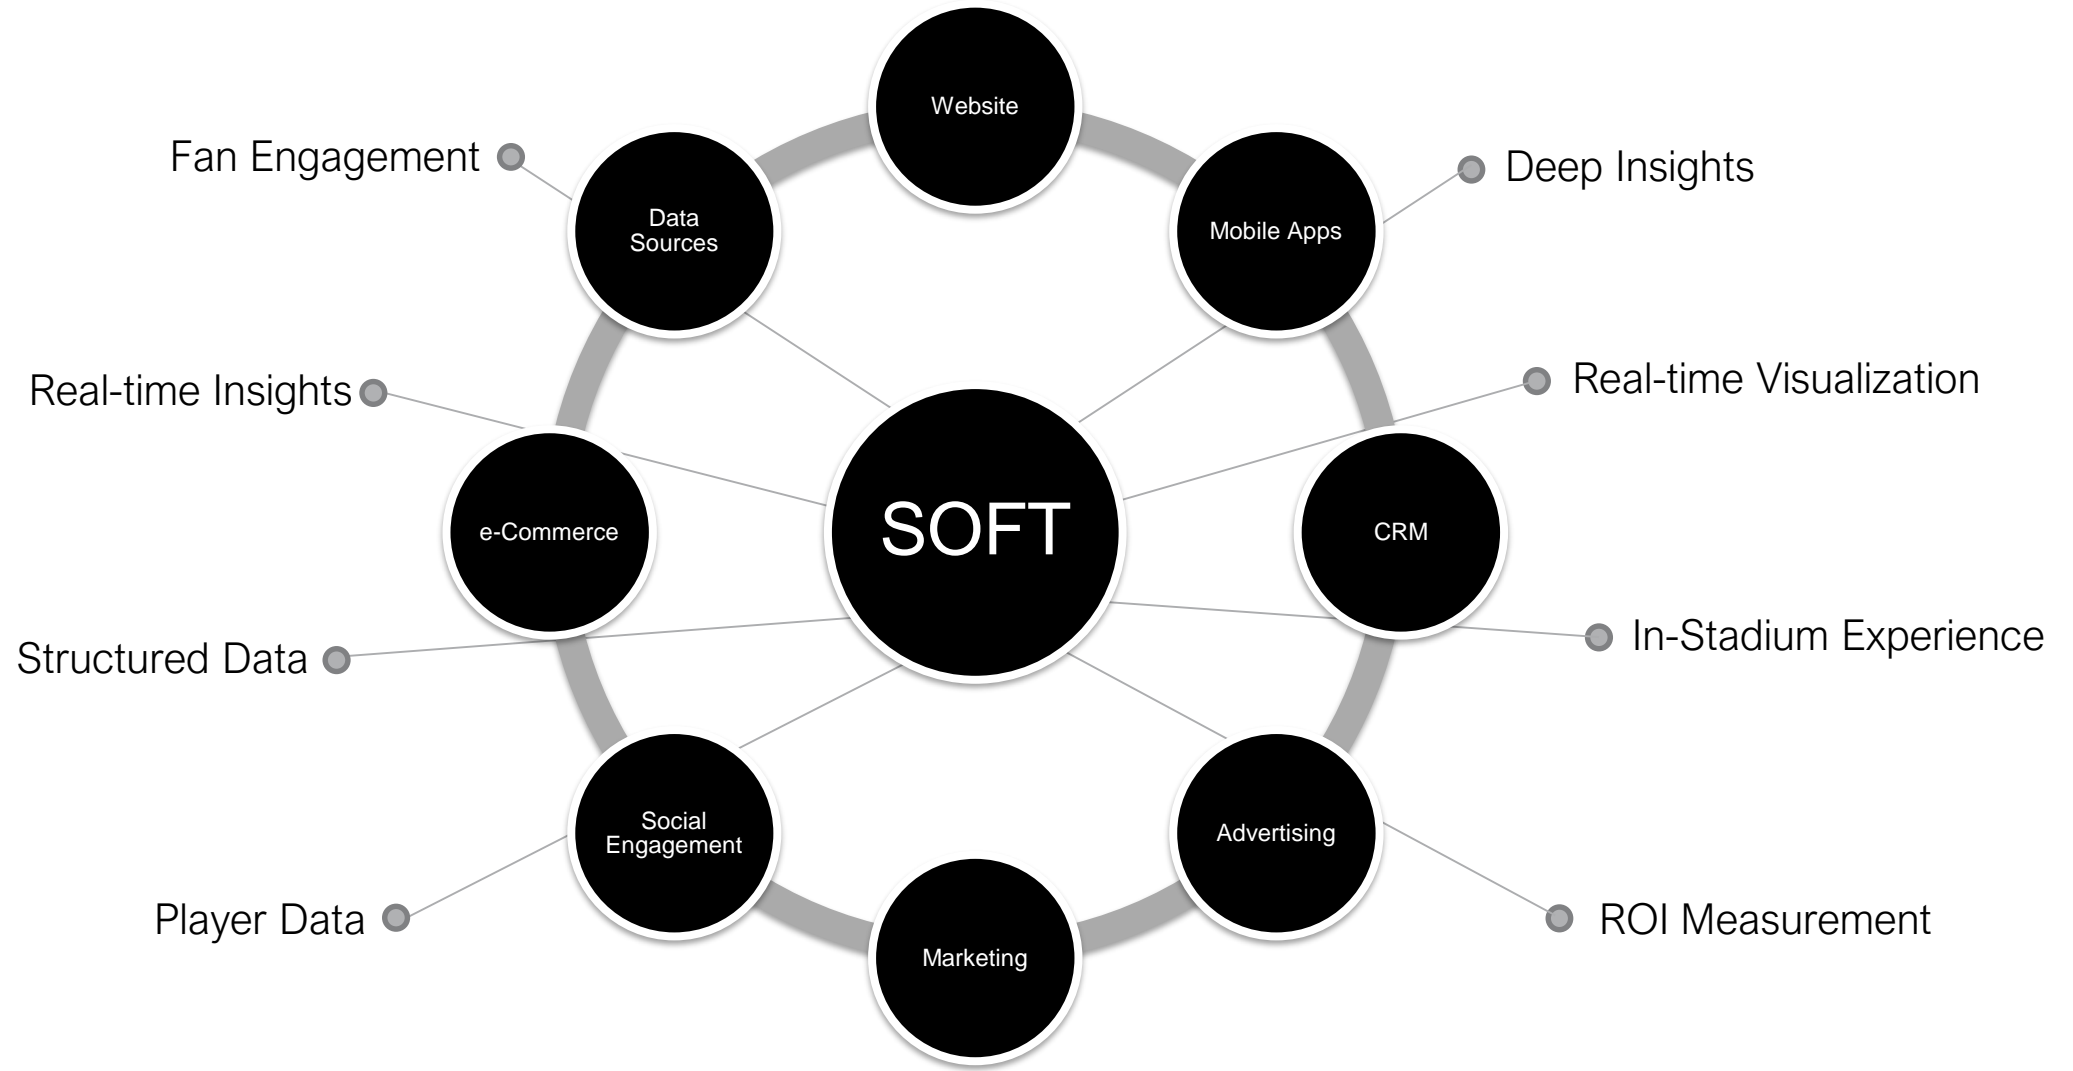 Website
Fan Engagement
Deep Insights
Data
Sources
Mobile Apps
Real-time Insights
Real-time Visualization
SOFT
e-Commerce
CRM
Structured Data
In-Stadium Experience
Social
Engagement
Advertising
Player Data
ROI Measurement
Marketing